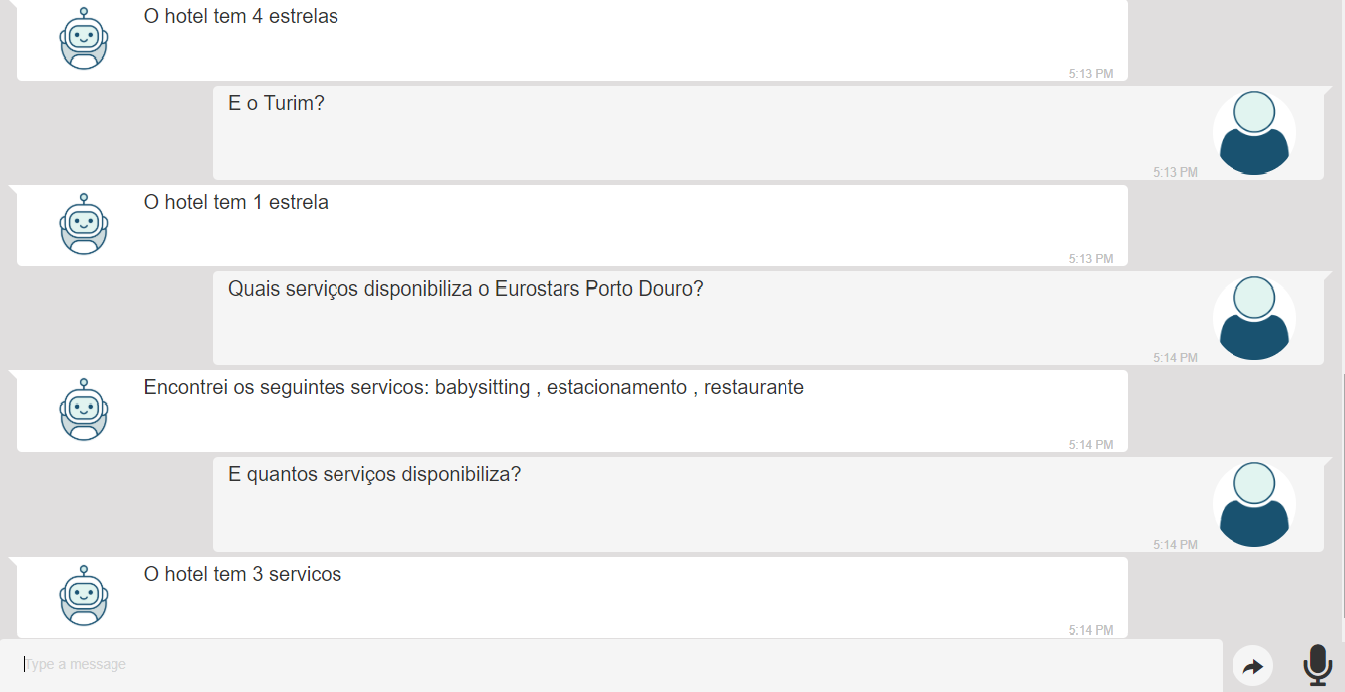 O hotel tem 4 estrelas
5:13 PM
E o Turim?
5:13 PM
O hotel tem 1 estrela
5:13 PM
Quais serviços disponibiliza o Eurostars Porto Douro?
5:14 PM
Encontrei os seguintes servicos: babysitting , estacionamento , restaurante
5:14 PM
E quantos serviços disponibiliza?
5:14 PM
O hotel tem 3 servicos
5:14 PM
Type a message